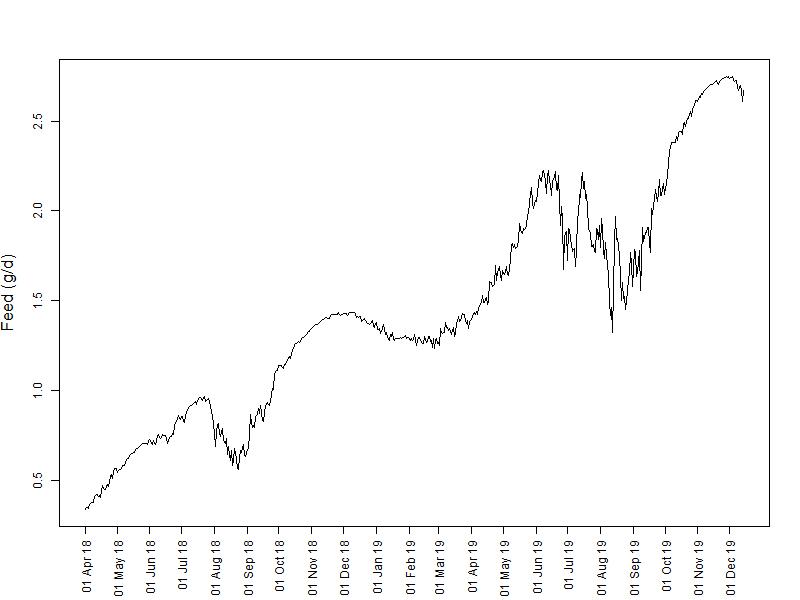 Feed (g/d)
2.5
2.0
1.5
1.0
0.5
01 Apr 18
01 May 18
01 Jun 18
01 Jul 18
01 Aug 18
01 Sep 18
01 Oct 18
01 Nov 18
01 Dec 18
01 Jan 19
01 Feb 19
01 Mar 19
01 Apr 19
01 May 19
01 Jun 19
01 Jul 19
01 Aug 19
01 Sep 19
01 Oct 19
01 Nov 19
01 Dec 19